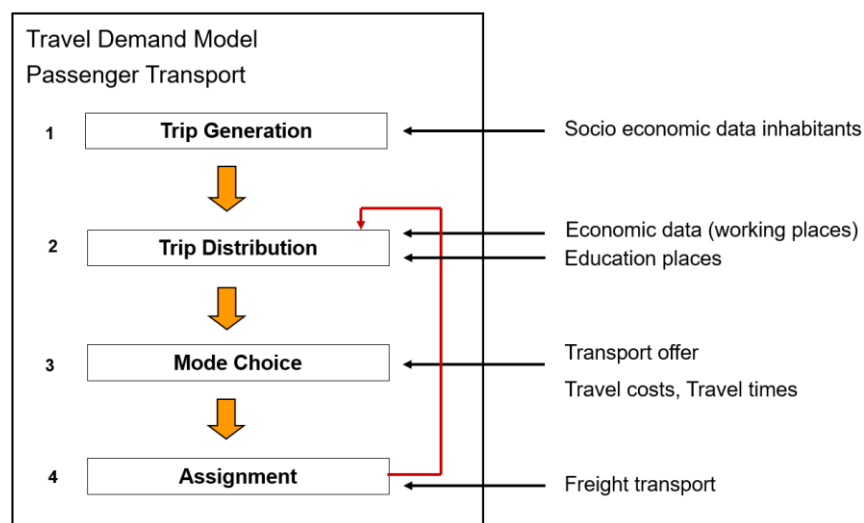 Travel Demand Model
Passenger Transport
1 Trip Generation Socio economic data inhabitants
Economic data (working places)
2 Trip Distribution
Education places
3 Mode Choice Transport offer
Travel costs, Travel times
4 Assignment Freight transport